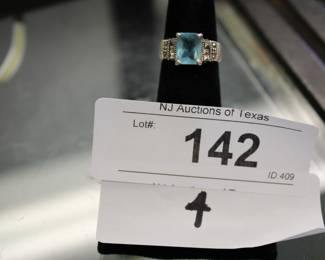 NJ Auctions of Texas
Lot#:
142
ID 409
4